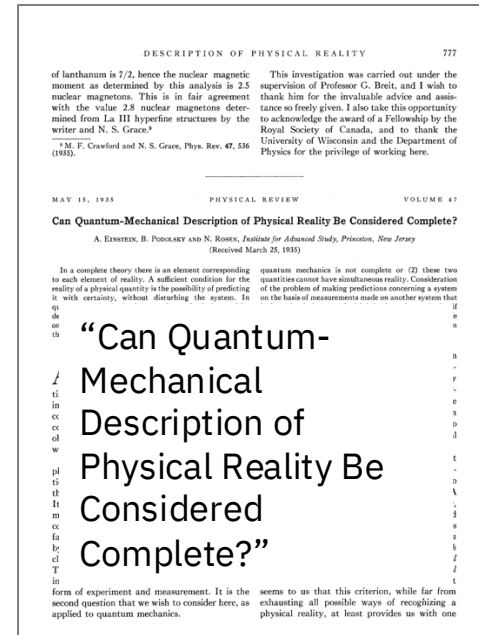 DESCRIPTION OF PHYSICAL REALITY 777
of lanthanum is 7/2, hence the nuclear magnetic
moment as determined by this analysis is 2.5
nuclear magnetons. This is in fair agreement
with the value 2.8 nuclear magnetons deter-
mined from La III hyperfine structures by the
writer and N. S. Grace.⁹
⁹ M. F. Crawford and N. S. Grace, Phys. Rev. 47, 536
(1935).
This investigation was carried out under the
supervision of Professor G. Breit, and I wish to
thank him for the invaluable advice and assis-
tance so freely given. I also take this opportunity
to acknowledge the award of a Fellowship by the
Royal Society of Canada, and to thank the
University of Wisconsin and the Department of
Physics for the privilege of working here.
MAY 15, 1935 PHYSICAL REVIEW VOLUME 47
Can Quantum-Mechanical Description of Physical Reality Be Considered Complete?
A. EINSTEIN, B. PODOLSKY AND N. ROSEN, Institute for Advanced Study, Princeton, New Jersey
(Received March 25, 1935)
In a complete theory there is an element corresponding
to each element of reality. A sufficient condition for the
reality of a physical quantity is the possibility of predicting
it with certainty, without disturbing the system. In
quantum mechanics is not complete or (2) these two
quantities cannot have simultaneous reality. Consideration
of the problem of making predictions concerning a system
on the basis of measurements made on another system that
“Can Quantum-
Mechanical
Description of
Physical Reality Be
Considered
Complete?”
form of experiment and measurement. It is the
second question that we wish to consider here, as
applied to quantum mechanics.
seems to us that this criterion, while far from
exhausting all possible ways of recognizing a
physical reality, at least provides us with one